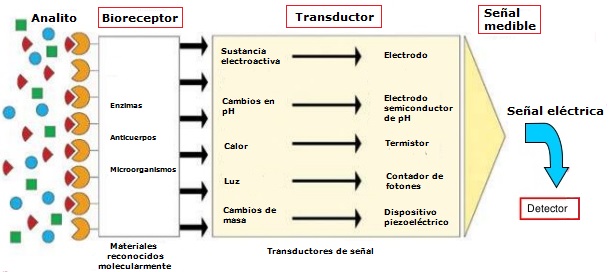 Analito
Bioreceptor
Transductor
Señal
medible
Sustancia
electroactiva
Electrodo
Enzimas
Cambios en
pH
Electrodo
semiconductor
de pH
Señal eléctrica
Anticuerpos
Calor
Termistor
Microorganismos
Luz
Contador de
fotones
Detector
Cambios de
masa
Dispositivo
piezoeléctrico
Materiales
reconocidos
molecularmente
Transductores de señal